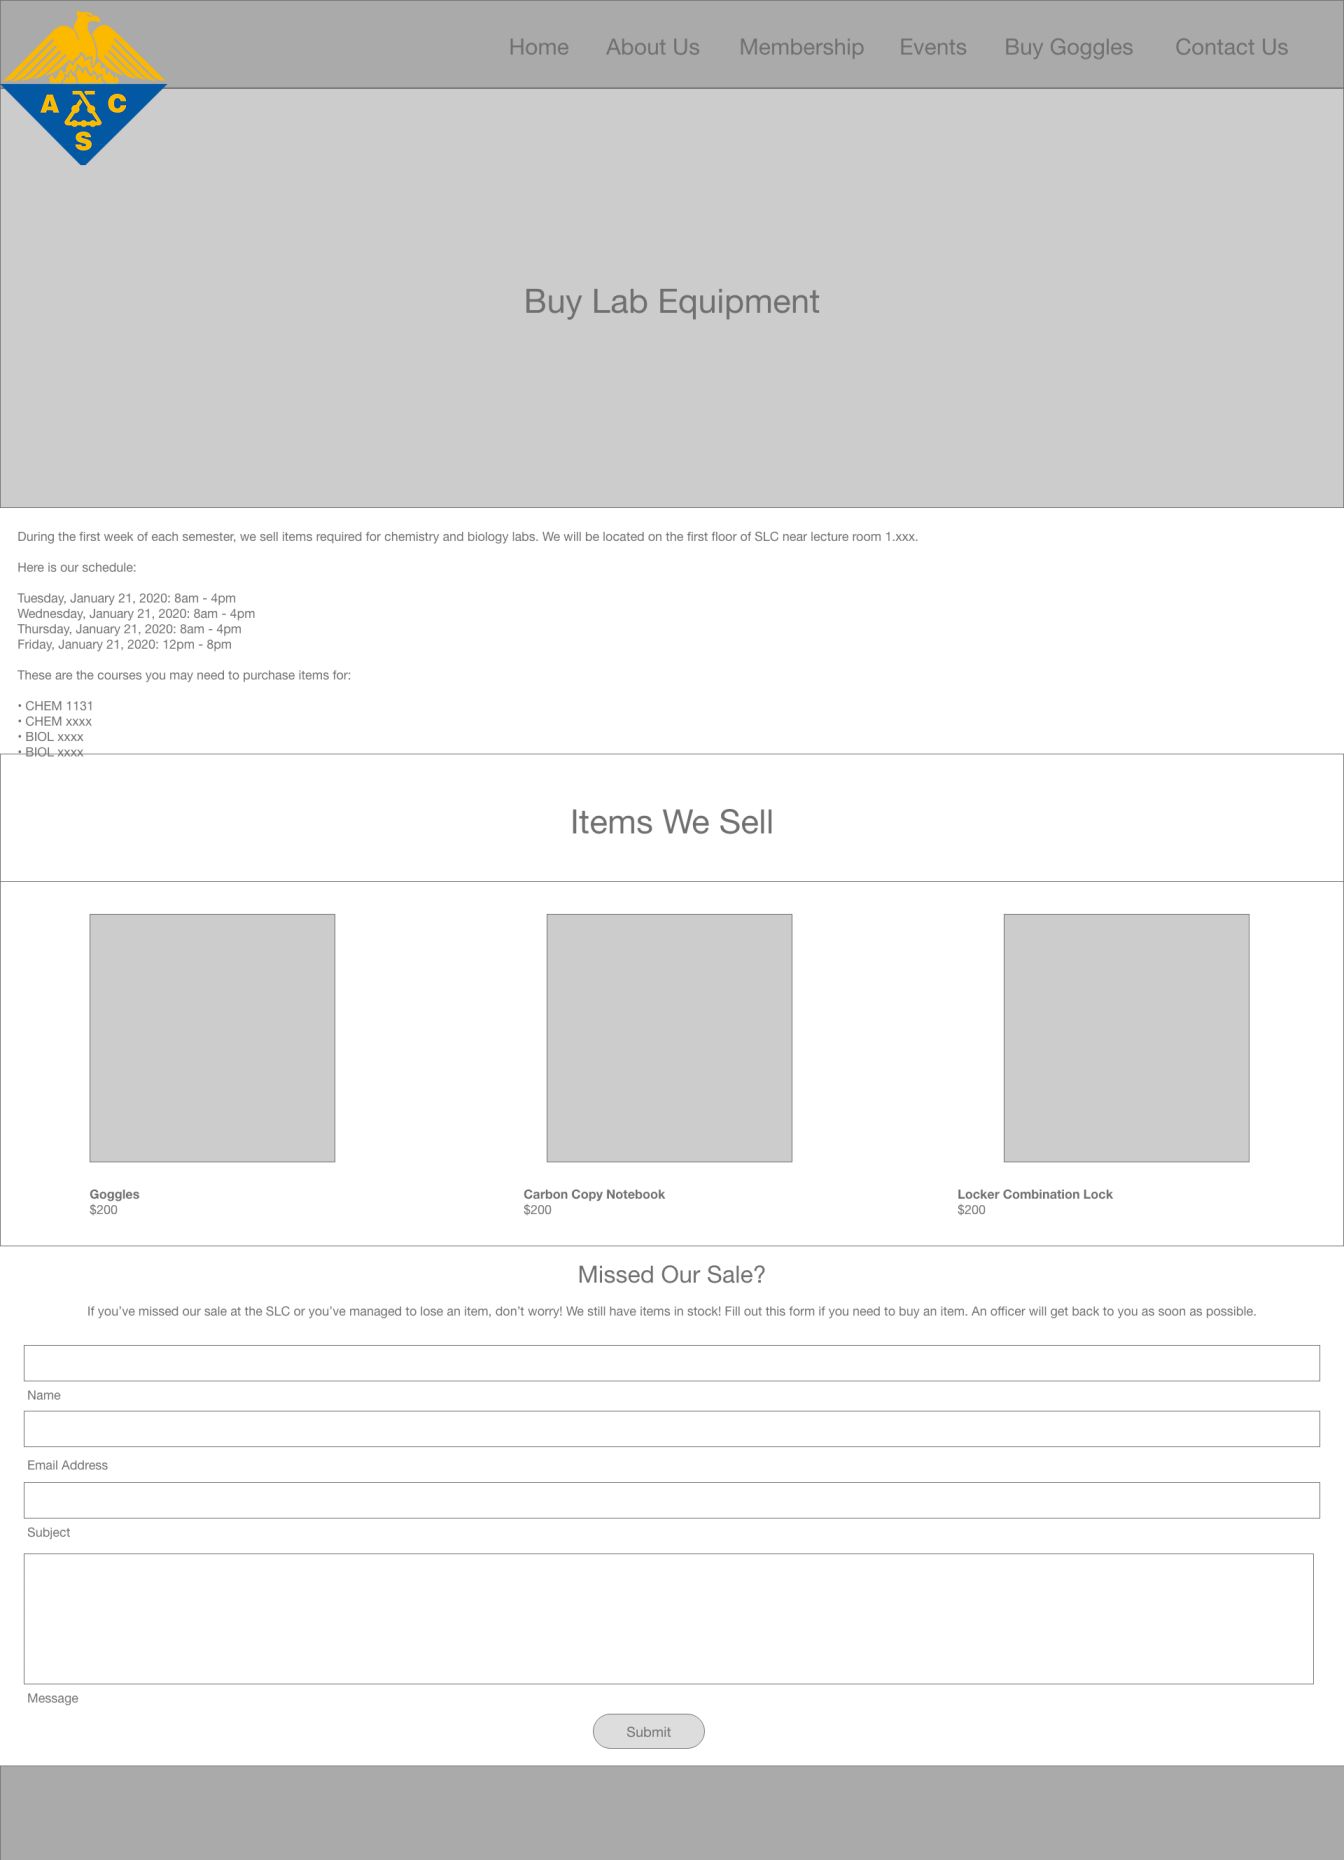 A C
S
Home About Us Membership Events Buy Goggles Contact Us
Buy Lab Equipment
During the first week of each semester, we sell items required for chemistry and biology labs. We will be located on the first floor of SLC near lecture room 1.xxx.
Here is our schedule:
Tuesday, January 21, 2020: 8am - 4pm
Wednesday, January 21, 2020: 8am - 4pm
Thursday, January 21, 2020: 8am - 4pm
Friday, January 21, 2020: 12pm - 8pm
These are the courses you may need to purchase items for:
• CHEM 1131
• CHEM xxxx
• BIOL xxxx
• BIOL xxxx
Items We Sell
Goggles
$200
Carbon Copy Notebook
$200
Locker Combination Lock
$200
Missed Our Sale?
If you’ve missed our sale at the SLC or you’ve managed to lose an item, don’t worry! We still have items in stock! Fill out this form if you need to buy an item. An officer will get back to you as soon as possible.
Name
Email Address
Subject
Message
Submit